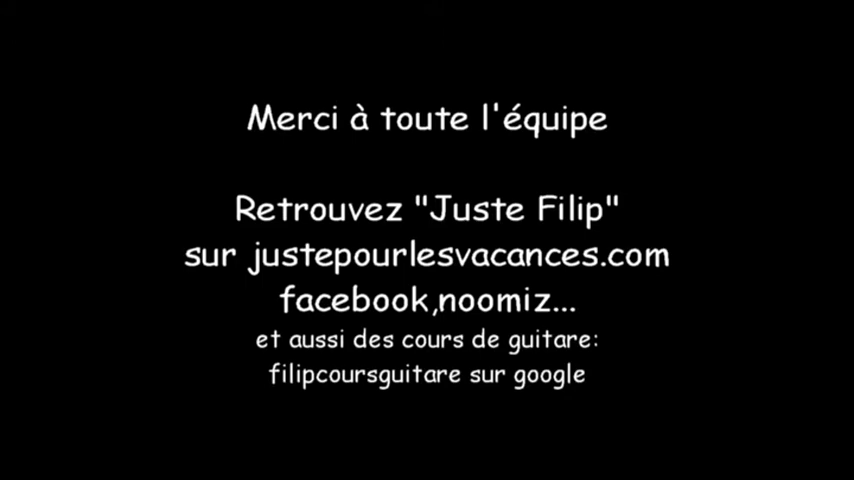 Merci à toute l'équipe
Retrouvez "Juste Filip"
sur justepourlesvacances.com
facebook,noomiz...
et aussi des cours de guitare:
filipcoursguitare sur google